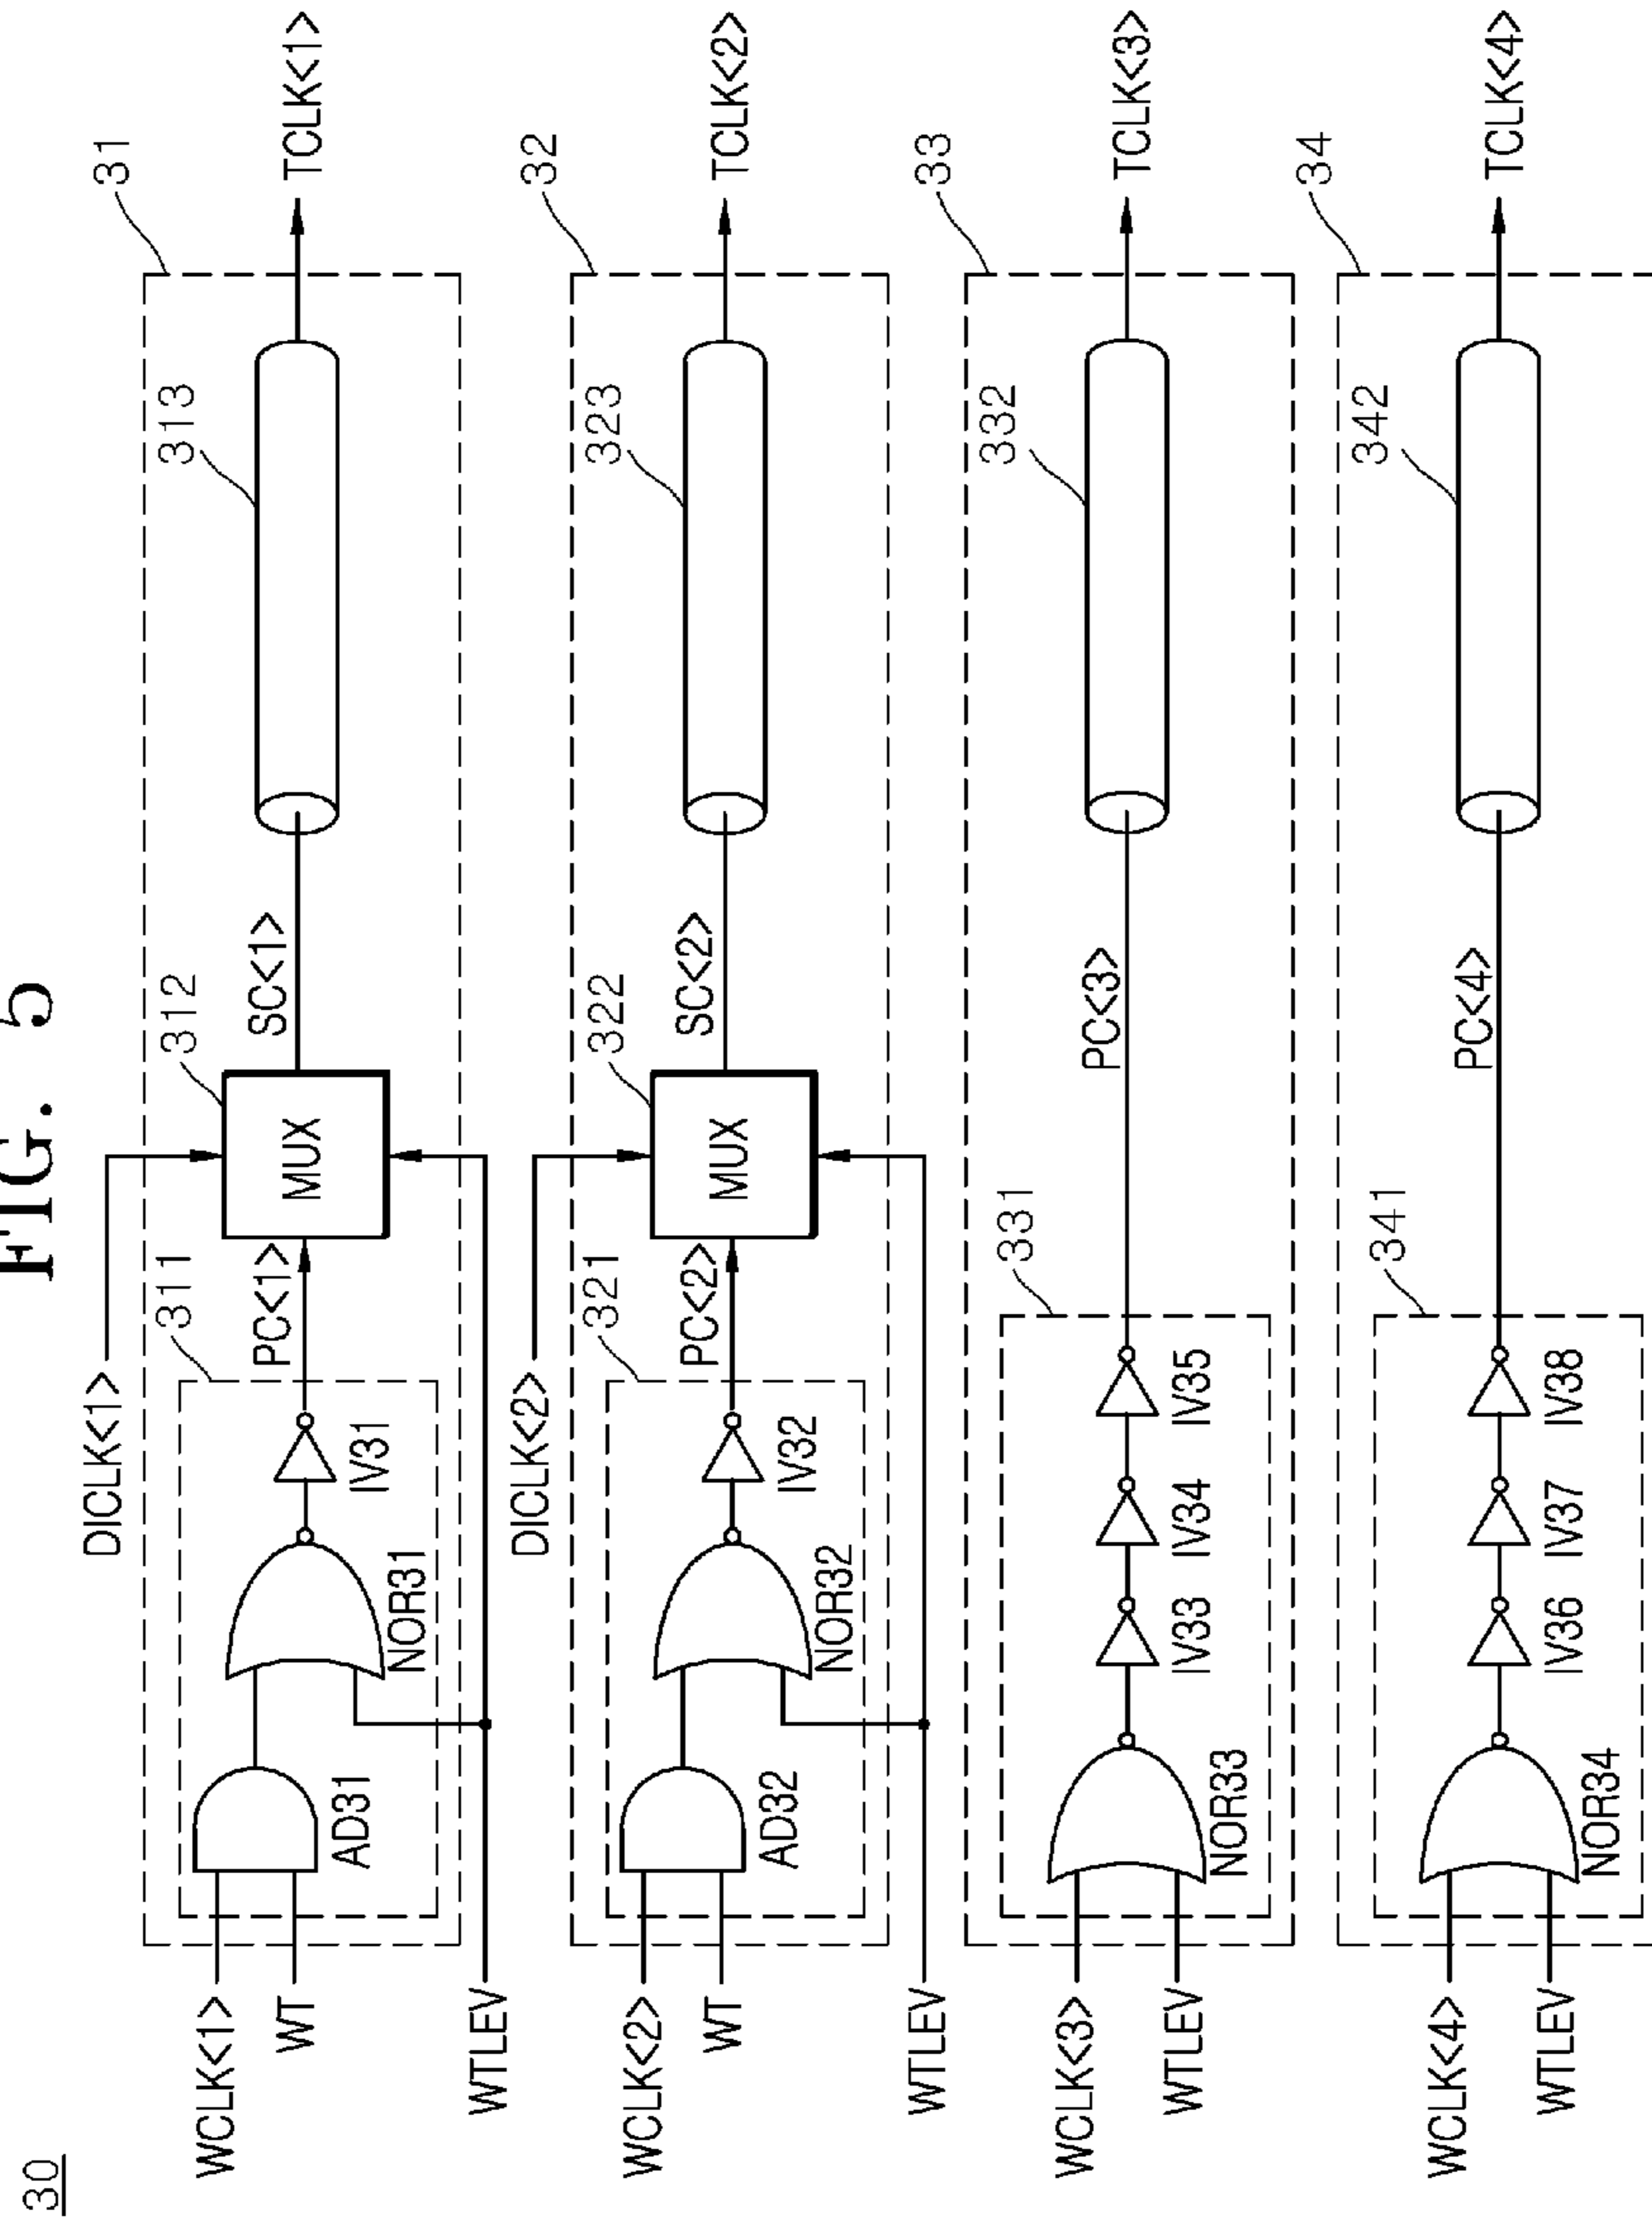 FIG. 5
30
31
DICLK<1>
311
312
313
WCLK<1>
WT
AD31
NOR31
IV31
PC<1>
MUX
SC<1>
TCLK<1>
WTLEV
32
DICLK<2>
321
322
323
WCLK<2>
WT
AD32
NOR32
IV32
PC<2>
MUX
SC<2>
TCLK<2>
WTLEV
33
331
332
WCLK<3>
WTLEV
NOR33
IV33
IV34
IV35
PC<3>
TCLK<3>
34
341
342
WCLK<4>
WTLEV
NOR34
IV36
IV37
IV38
PC<4>
TCLK<4>